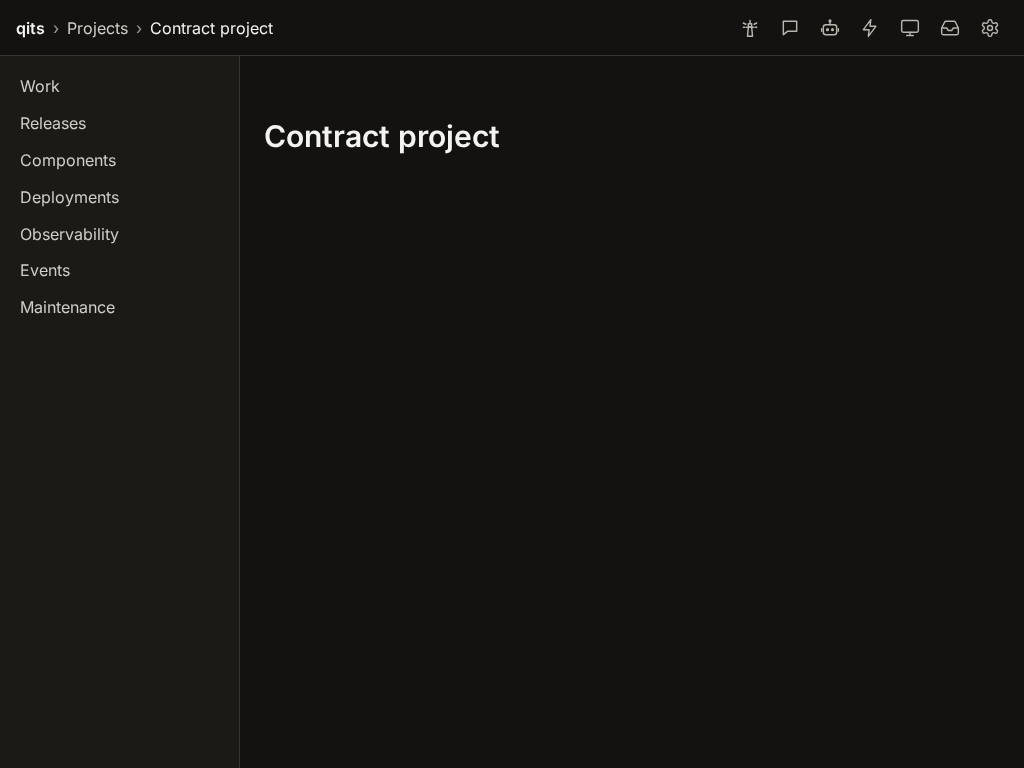 qits › Projects › Contract project
Work
Releases
Components
Deployments
Observability
Events
Maintenance
Contract project